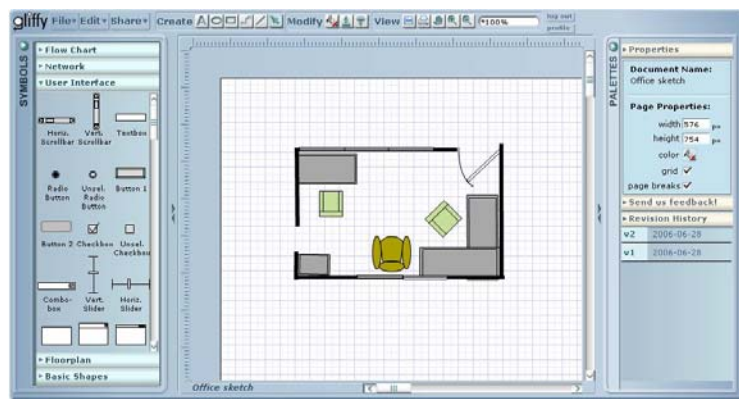 gliffy File Edit Share Create Modify View 100% log out
profile
SYMBOLS
Flow Chart
Network
User Interface
Horiz. Scrollbar
Vert. Scrollbar
Textbox
Radio Button
Unsel. Radio Button
Button 1
Button 2
Checkbox
Unsel. Checkbox
Combo-box
Vert. Slider
Horiz. Slider
Floorplan
Basic Shapes
Office sketch
PALETTES
Properties
Document Name:
Office sketch
Page Properties:
width 576 px
height 754 px
color
grid
page breaks
Send us feedback!
Revision History
v2 2006-06-28
v1 2006-06-28